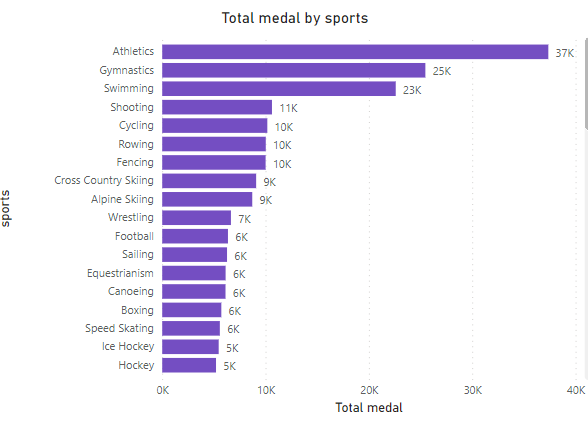 Total medal by sports
sports
Athletics 37K
Gymnastics 25K
Swimming 23K
Shooting 11K
Cycling 10K
Rowing 10K
Fencing 10K
Cross Country Skiing 9K
Alpine Skiing 9K
Wrestling 7K
Football 6K
Sailing 6K
Equestrianism 6K
Canoeing 6K
Boxing 6K
Speed Skating 6K
Ice Hockey 5K
Hockey 5K
0K 10K 20K 30K 40K
Total medal